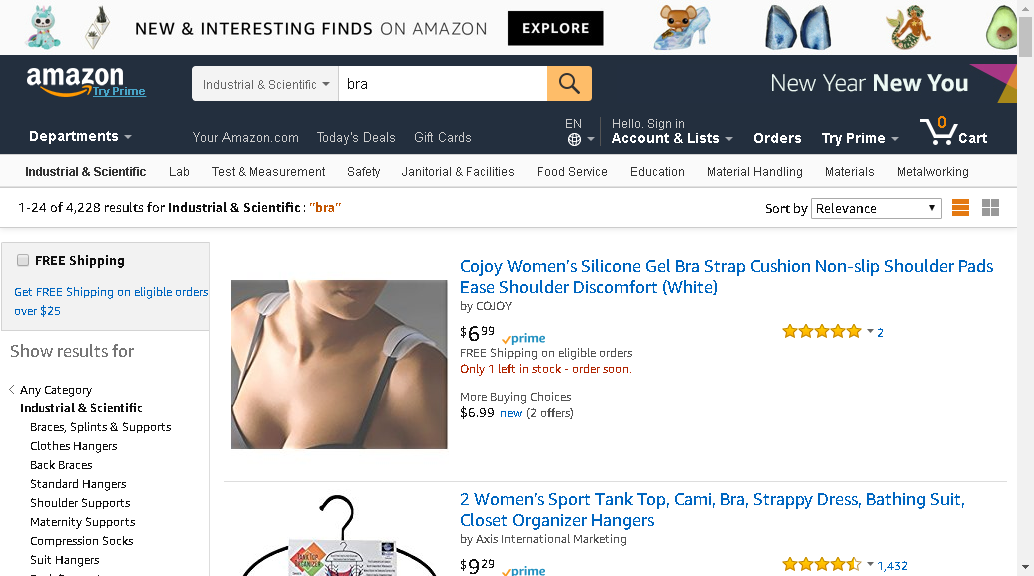 NEW & INTERESTING FINDS ON AMAZON EXPLORE
amazon
Try Prime
Industrial & Scientific
bra
New Year New You
Departments
Your Amazon.com
Today's Deals
Gift Cards
EN
Hello. Sign in
Account & Lists
Orders
Try Prime
0
Cart
Industrial & Scientific
Lab
Test & Measurement
Safety
Janitorial & Facilities
Food Service
Education
Material Handling
Materials
Metalworking
1-24 of 4,228 results for Industrial & Scientific : "bra"
Sort by Relevance
FREE Shipping
Get FREE Shipping on eligible orders
over $25
Show results for
Any Category
Industrial & Scientific
Braces, Splints & Supports
Clothes Hangers
Back Braces
Standard Hangers
Shoulder Supports
Maternity Supports
Compression Socks
Suit Hangers
Cojoy Women's Silicone Gel Bra Strap Cushion Non-slip Shoulder Pads
Ease Shoulder Discomfort (White)
by COJOY
$6.99 prime
2
FREE Shipping on eligible orders
Only 1 left in stock - order soon.
More Buying Choices
$6.99 new (2 offers)
2 Women's Sport Tank Top, Cami, Bra, Strappy Dress, Bathing Suit,
Closet Organizer Hangers
by Axis International Marketing
$9.29 prime
1,432